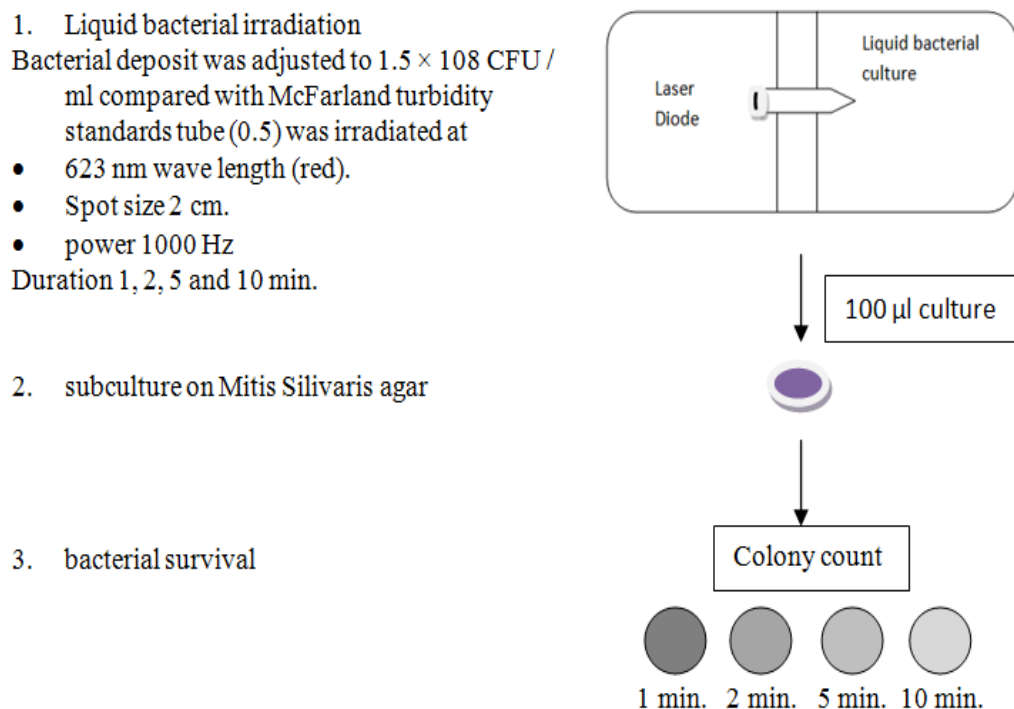 1. Liquid bacterial irradiation
Bacterial deposit was adjusted to 1.5 × 108 CFU /
ml compared with McFarland turbidity
standards tube (0.5) was irradiated at
• 623 nm wave length (red).
• Spot size 2 cm.
• power 1000 Hz
Duration 1, 2, 5 and 10 min.
Laser
Diode
Liquid bacterial
culture
100 µl culture
2. subculture on Mitis Silivaris agar
3. bacterial survival
Colony count
1 min. 2 min. 5 min. 10 min.